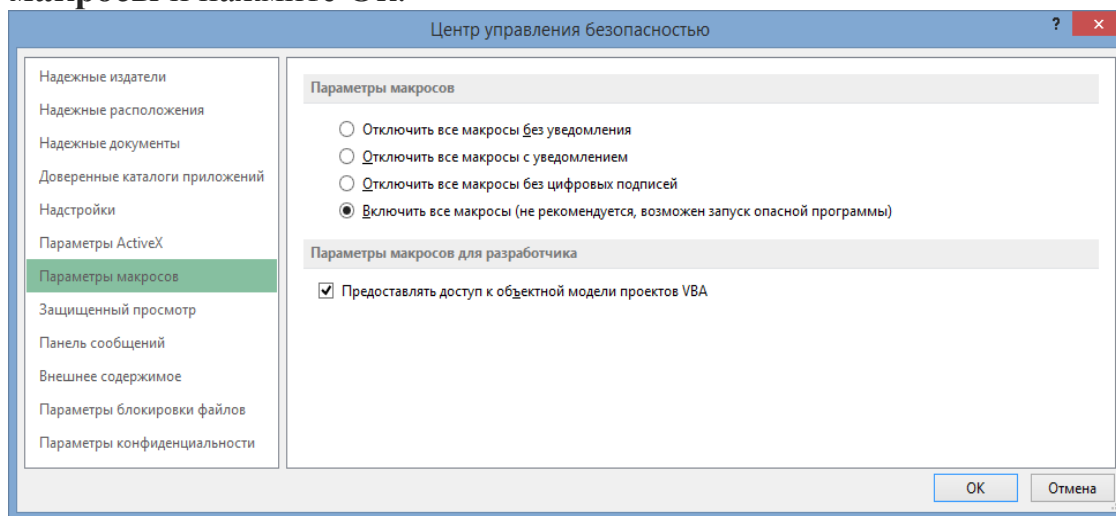 Центр управления безопасностью
?
×
Надежные издатели
Надежные расположения
Надежные документы
Доверенные каталоги приложений
Надстройки
Параметры ActiveX
Параметры макросов
Защищенный просмотр
Панель сообщений
Внешнее содержимое
Параметры блокировки файлов
Параметры конфиденциальности
Параметры макросов
Отключить все макросы без уведомления
Отключить все макросы с уведомлением
Отключить все макросы без цифровых подписей
Включить все макросы (не рекомендуется, возможен запуск опасной программы)
Параметры макросов для разработчика
Предоставлять доступ к объектной модели проектов VBA
ОК
Отмена